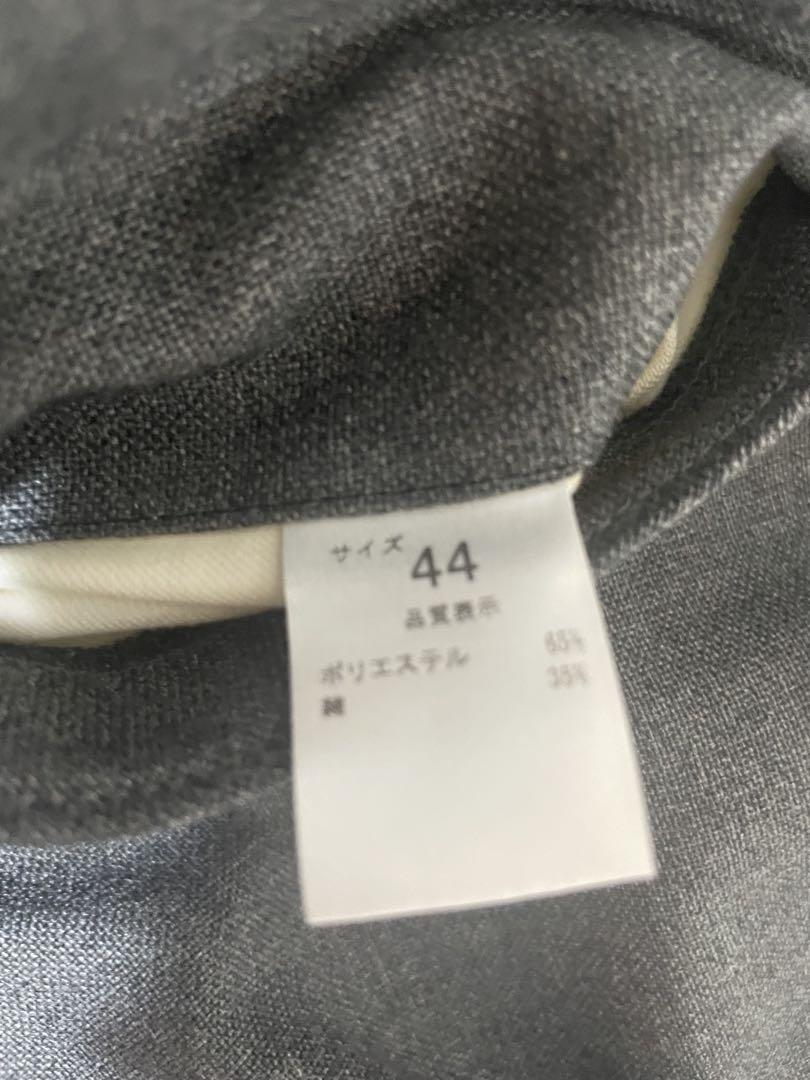 サイズ 44
品質表示
ポリエステル 65%
綿 35%